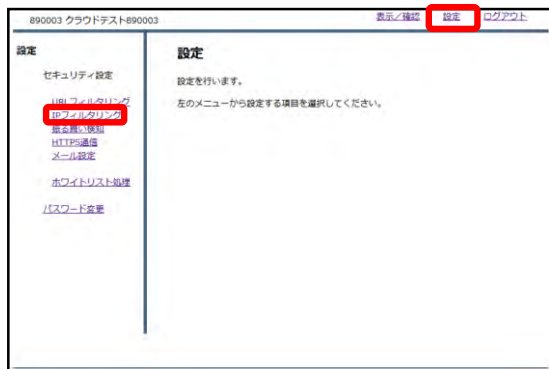 890003 クラウドテスト890003
表示／確認 設定 ログアウト
設定
セキュリティ設定
URLフィルタリング
IPフィルタリング
振る舞い検知
HTTPS通信
メール設定
ホワイトリスト処理
パスワード変更
設定
設定を行います。
左のメニューから設定する項目を選択してください。